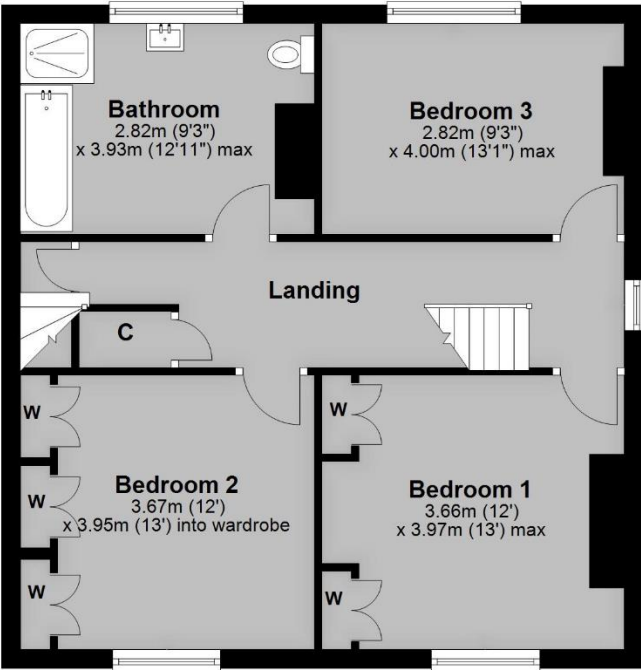 Bathroom
2.82m (9'3")
x 3.93m (12'11") max
Bedroom 3
2.82m (9'3")
x 4.00m (13'1") max
Landing
C
W
W
W
Bedroom 2
3.67m (12')
x 3.95m (13') into wardrobe
W
Bedroom 1
3.66m (12')
x 3.97m (13') max
W